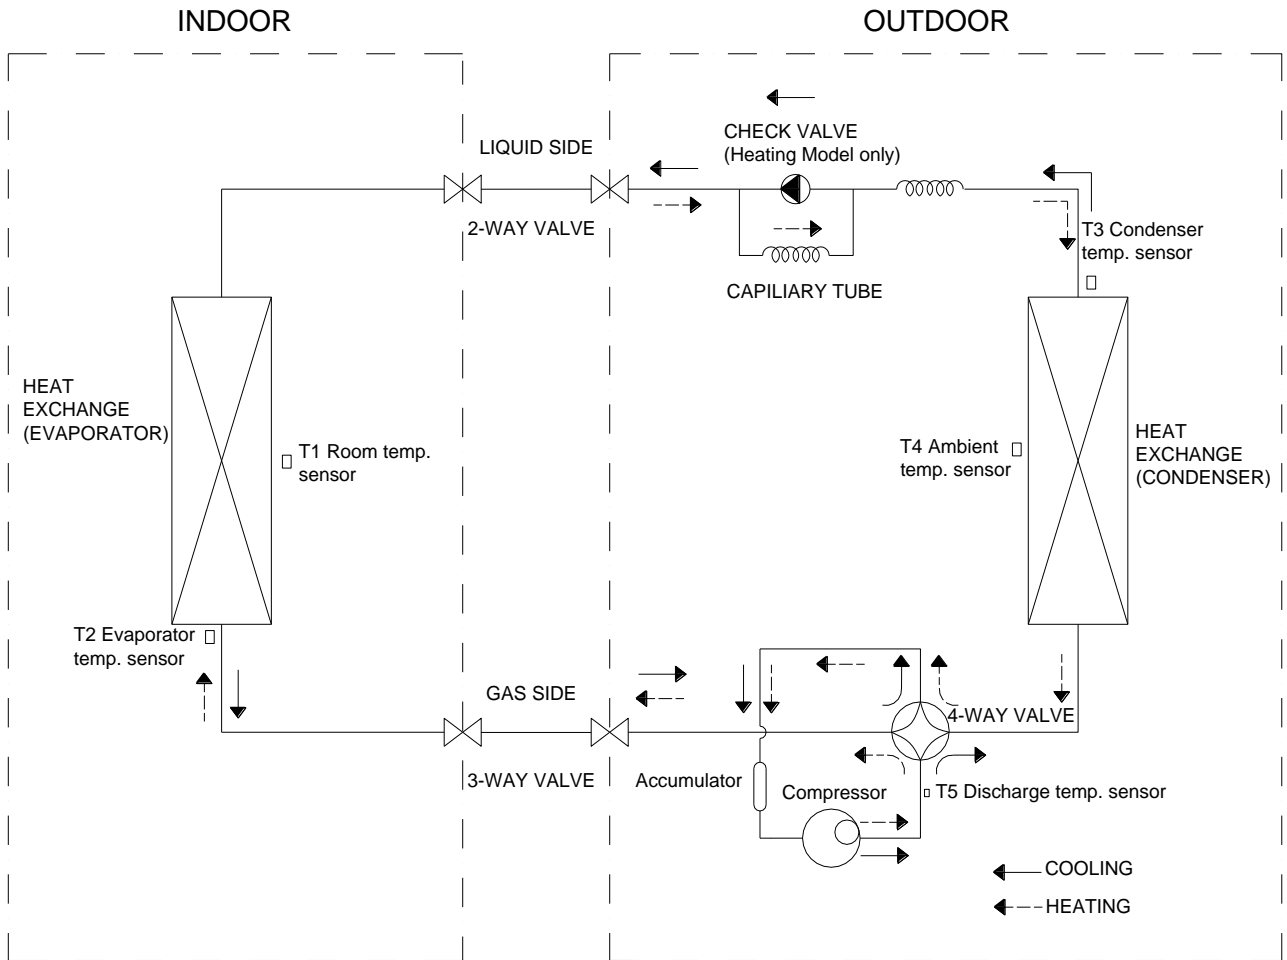 INDOOR
OUTDOOR
LIQUID SIDE
2-WAY VALVE
CHECK VALVE
(Heating Model only)
CAPILIARY TUBE
T3 Condenser
temp. sensor
HEAT
EXCHANGE
(EVAPORATOR)
T1 Room temp.
sensor
T4 Ambient
temp. sensor
HEAT
EXCHANGE
(CONDENSER)
T2 Evaporator
temp. sensor
GAS SIDE
3-WAY VALVE
4-WAY VALVE
Accumulator
Compressor
T5 Discharge temp. sensor
COOLING
HEATING